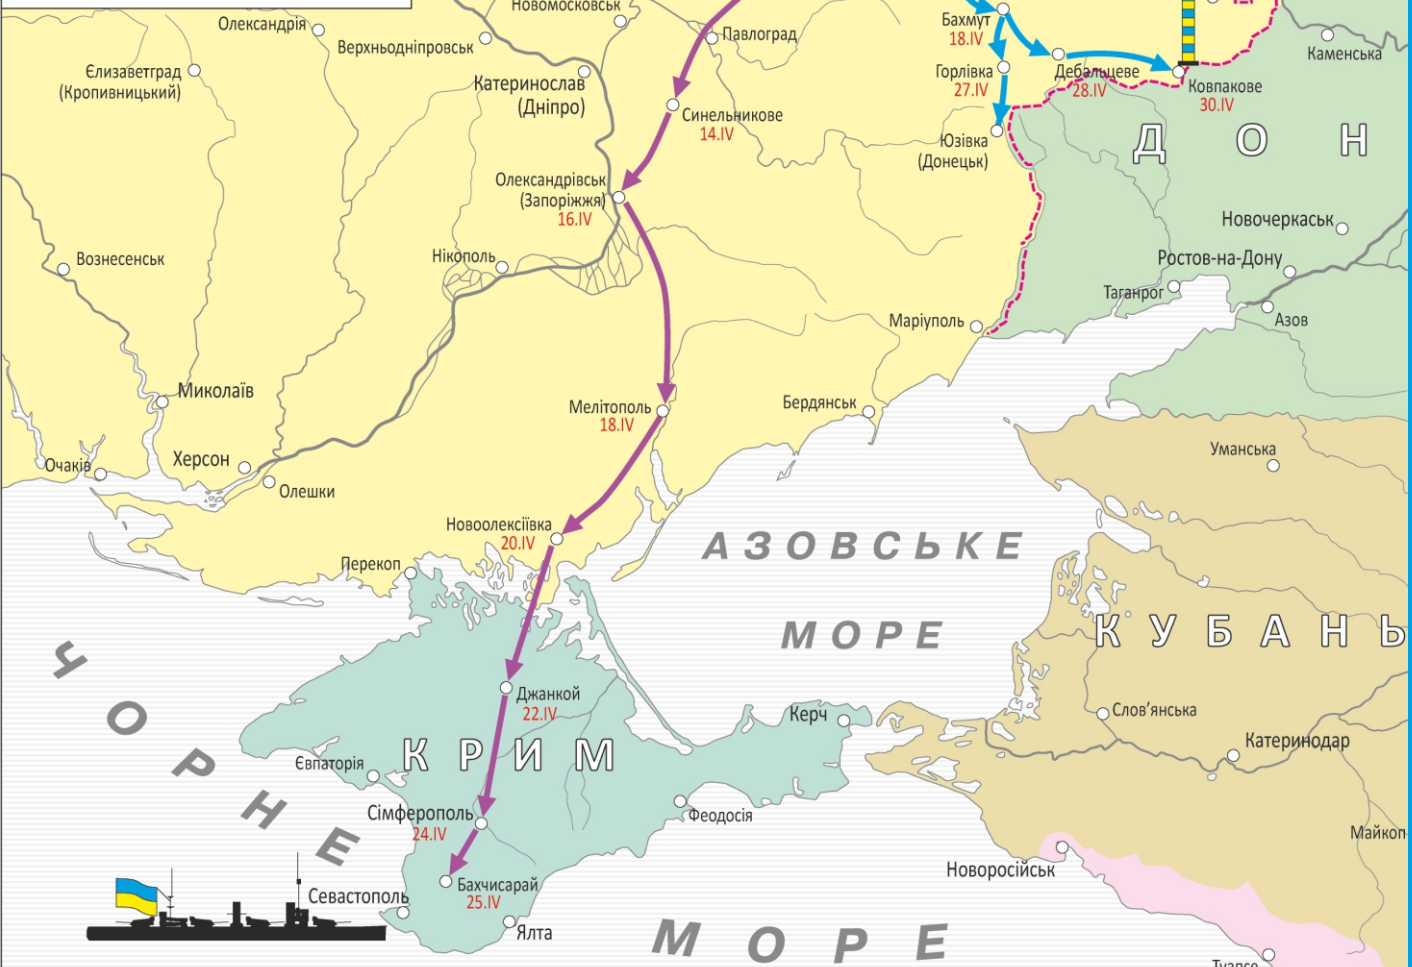 Новомосковськ
Олександрія
Верхньодніпровськ
Павлоград
Бахмут
18.IV
Каменська
Єлизаветград
(Кропивницький)
Катеринослав
(Дніпро)
Горлівка
27.IV
Дебальцеве
28.IV
Ковпакове
30.IV
Синельникове
14.IV
Юзівка
(Донецьк)
ДОН
Олександрівськ
(Запоріжжя)
16.IV
Новочеркаськ
Вознесенськ
Нікополь
Ростов-на-Дону
Таганрог
Маріуполь
Азов
Миколаїв
Мелітополь
18.IV
Бердянськ
Очаків
Херсон
Олешки
Уманська
Новоолексіївка
20.IV
АЗОВСЬКЕ
МОРЕ
Перекоп
КУБАНЬ
Джанкой
22.IV
Керч
Слов’янська
Катеринодар
КРИМ
Євпаторія
Сімферополь
24.IV
Феодосія
Майкоп
ЧОРНЕ
Новоросійськ
Бахчисарай
25.IV
Севастополь
Ялта
МОРЕ
Туапсе